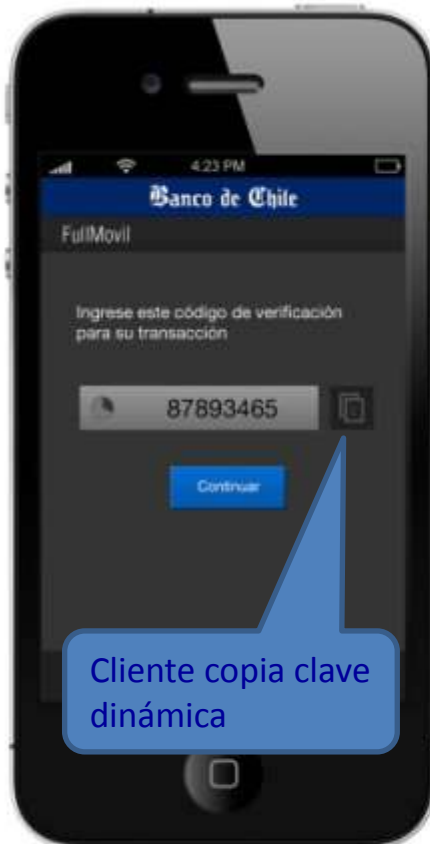 4:23 PM
Banco de Chile
FullMovil
Ingrese este código de verificación
para su transacción
87893465
Continuar
Cliente copia clave
dinámica